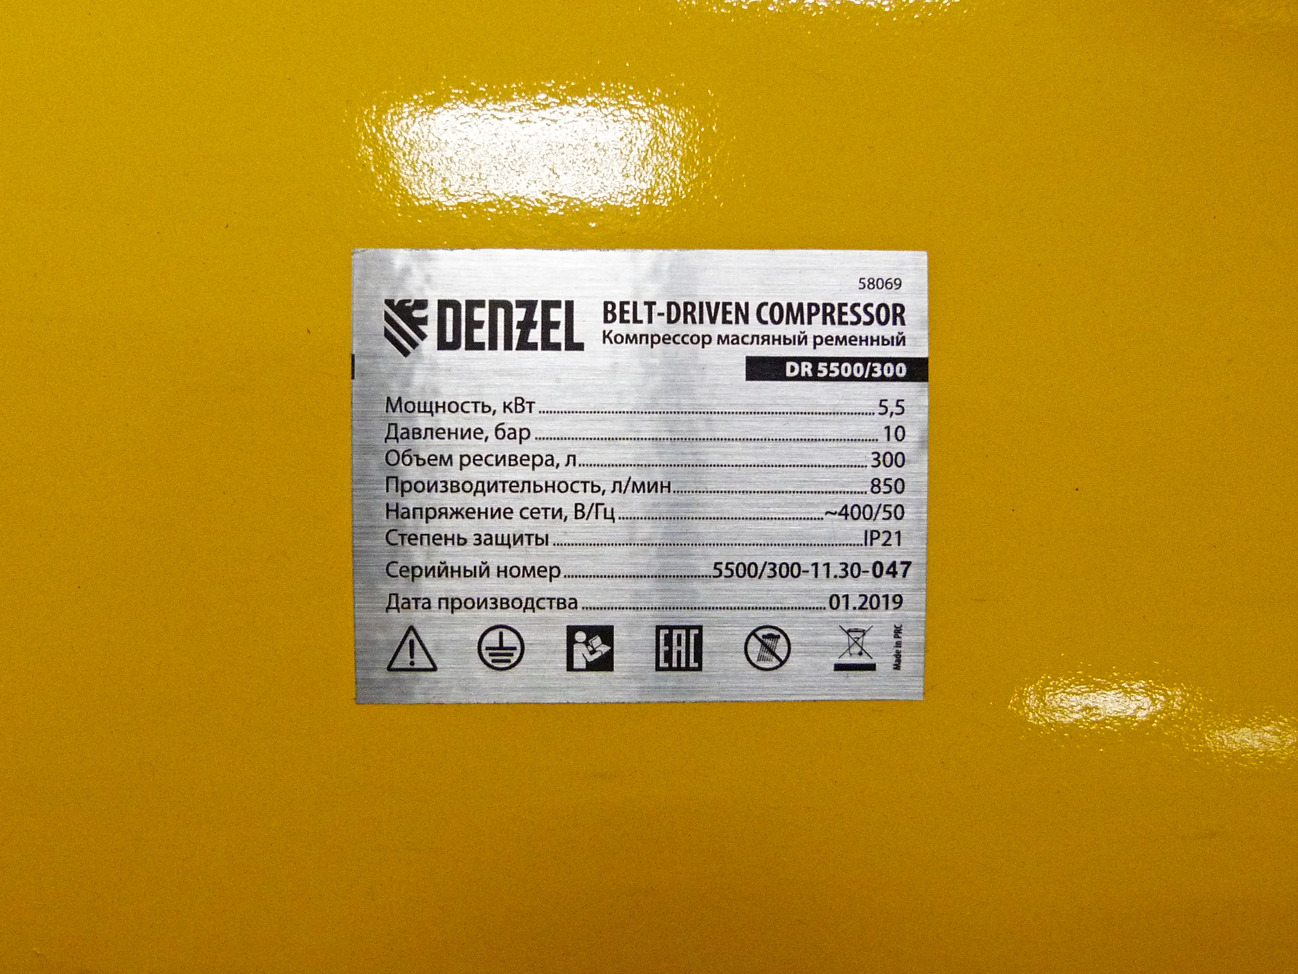 58069
DENZEL
BELT-DRIVEN COMPRESSOR
Компрессор масляный ременный
DR 5500/300
Мощность, кВт 5,5
Давление, бар 10
Объем ресивера, л 300
Производительность, л/мин 850
Напряжение сети, В/Гц ~400/50
Степень защиты IP21
Серийный номер 5500/300-11.30-047
Дата производства 01.2019
EAC
Made in PRC